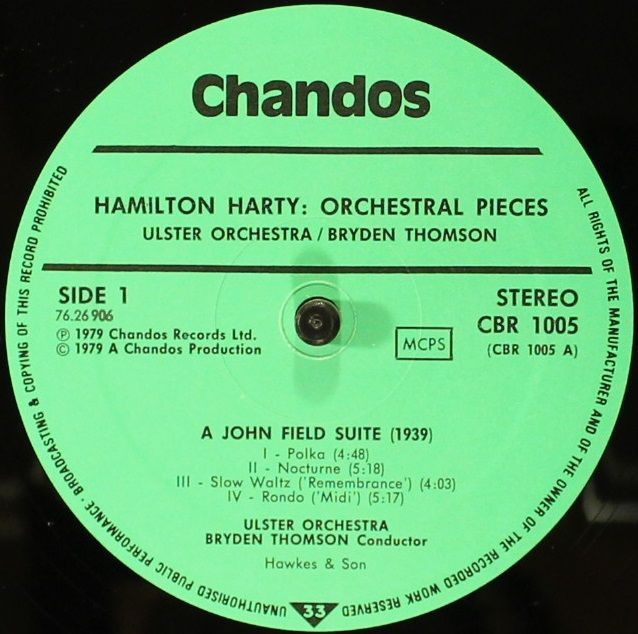 Chandos
HAMILTON HARTY: ORCHESTRAL PIECES
ULSTER ORCHESTRA / BRYDEN THOMSON
SIDE 1
76.26 906
℗ 1979 Chandos Records Ltd.
© 1979 A Chandos Production
MCPS
STEREO
CBR 1005
(CBR 1005 A)
A JOHN FIELD SUITE (1939)
I - Polka (4:48)
II - Nocturne (5:18)
III - Slow Waltz ('Remembrance') (4:03)
IV - Rondo ('Midi') (5:17)
ULSTER ORCHESTRA
BRYDEN THOMSON Conductor
Hawkes & Son
33
ALL RIGHTS OF THE MANUFACTURER AND OF THE OWNER OF THE RECORDED WORK RESERVED
UNAUTHORISED PUBLIC PERFORMANCE' BROADCASTING & COPYING OF THIS RECORD PROHIBITED